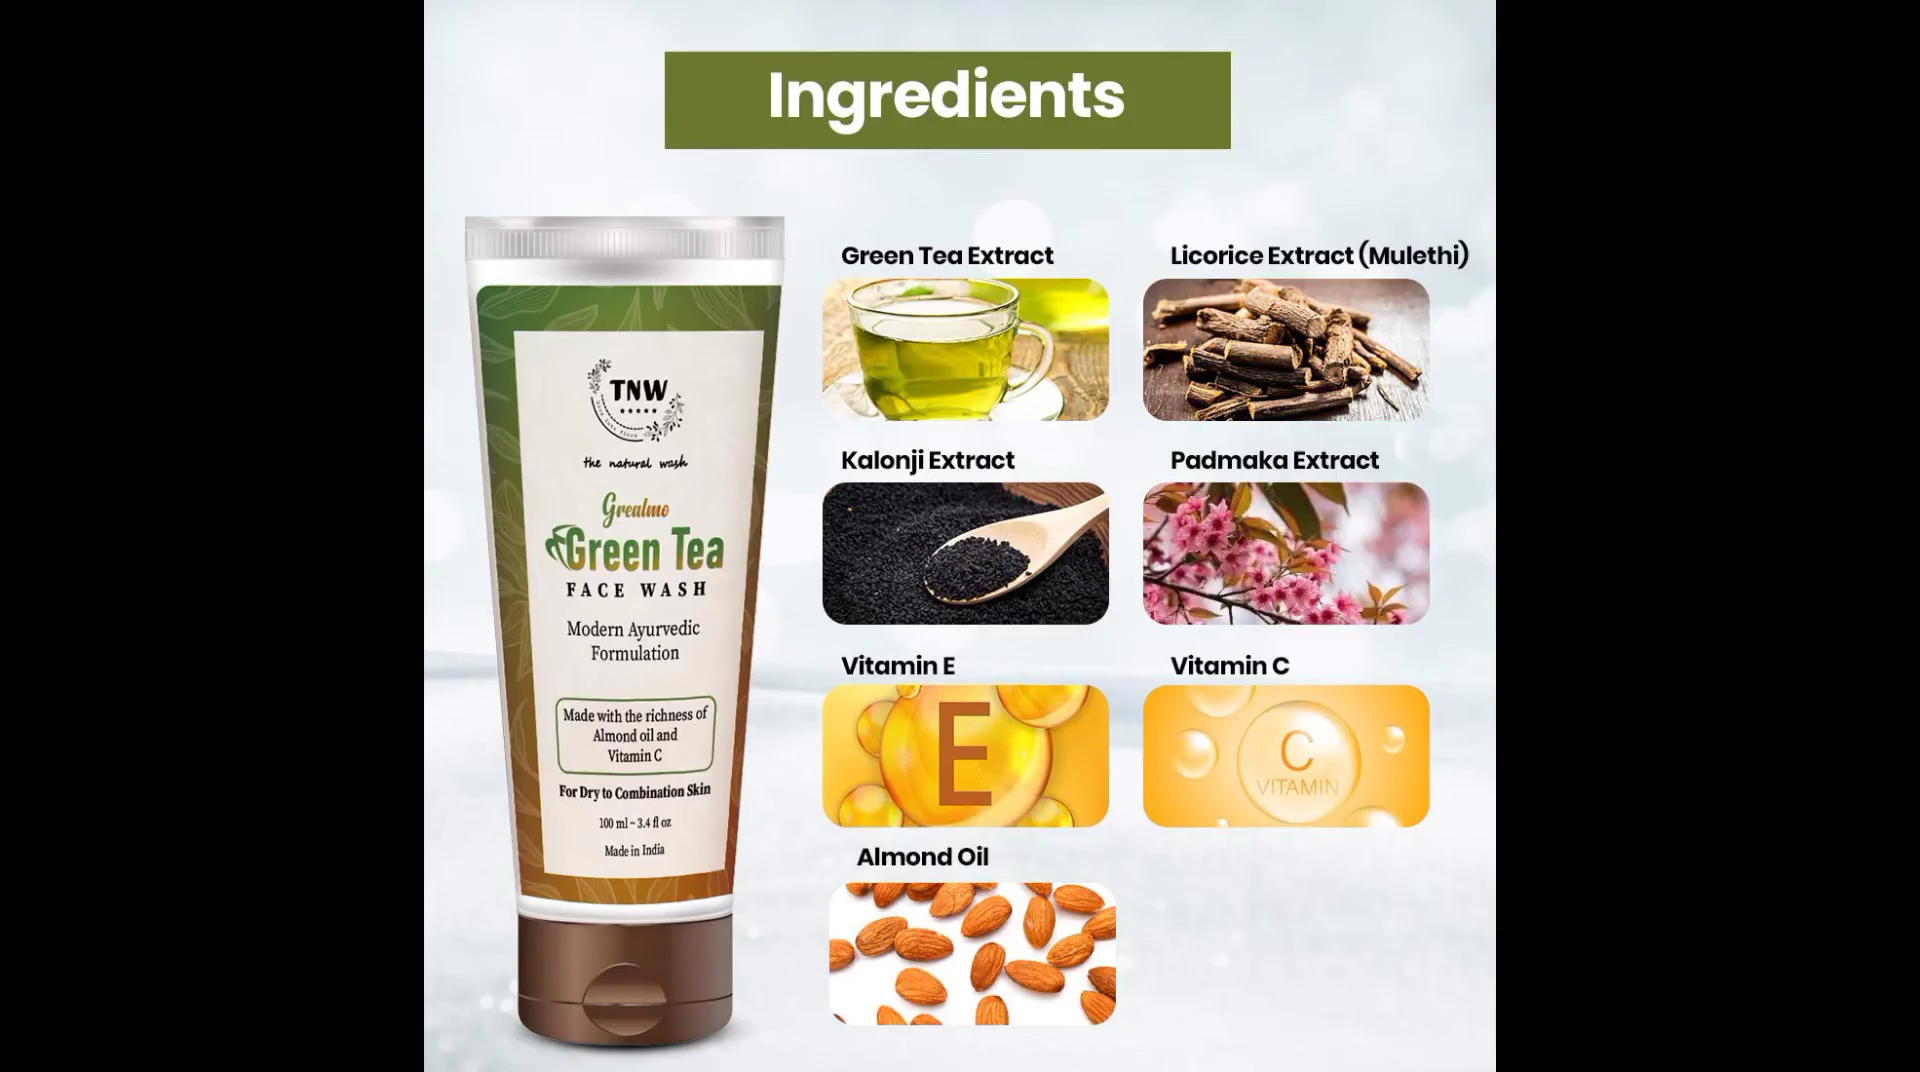 Ingredients
TNW
the natural wash
Grealmo
Green Tea
FACE WASH
Modern Ayurvedic
Formulation
Made with the richness of
Almond oil and
Vitamin C
For Dry to Combination Skin
100 ml ~ 3.4 fl oz
Made in India
Green Tea Extract
Licorice Extract (Mulethi)
Kalonji Extract
Padmaka Extract
Vitamin E
E
Vitamin C
C
VITAMIN
Almond Oil